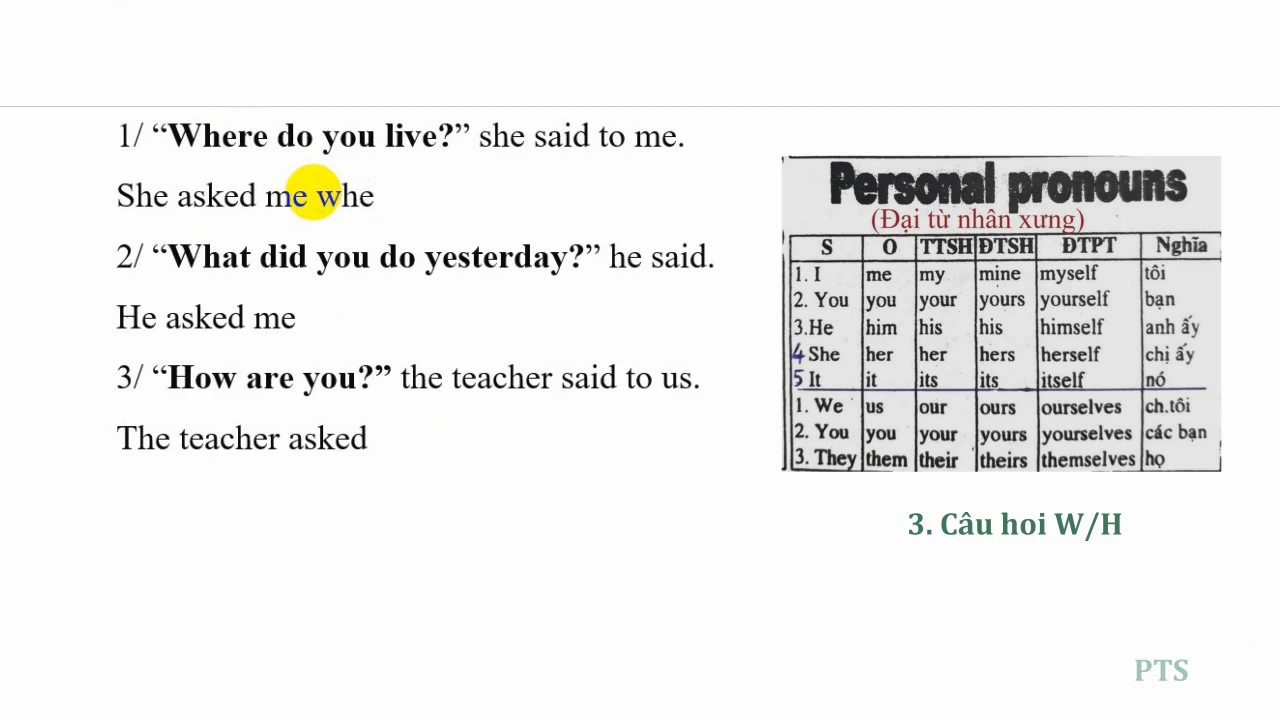 1/ “Where do you live?” she said to me.
She asked me whe
2/ “What did you do yesterday?” he said.
He asked me
3/ “How are you?” the teacher said to us.
The teacher asked
Personal pronouns
(Đại từ nhân xưng)
S O TTSH ĐTSH ĐTPT Nghĩa
1. I me my mine myself tôi
2. You you your yours yourself bạn
3.He him his his himself anh ấy
4 She her her hers herself chị ấy
5 It it its its itself nó
1. We us our ours ourselves ch.tôi
2. You you your yours yourselves các bạn
3. They them their theirs themselves họ
3. Câu hoi W/H
PTS